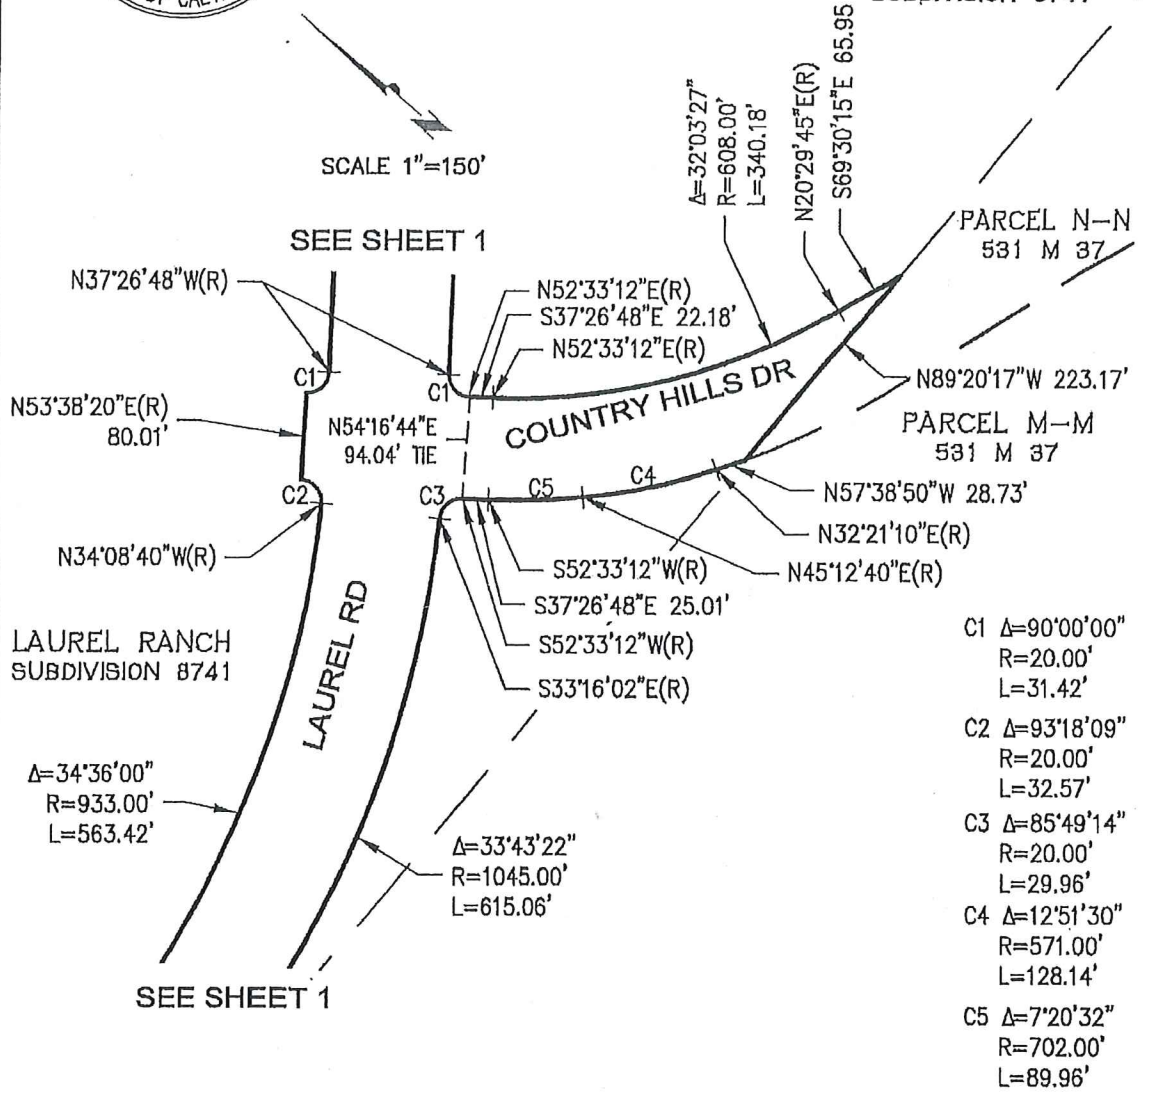 SCALE 1"=150'
SEE SHEET 1
N37°26'48"W(R)
Δ=32°03'27"
R=608.00'
L=340.18'
N20°29'45"E(R)
S69°30'15"E 65.95
PARCEL N-N
531 M 37
N52°33'12"E(R)
S37°26'48"E 22.18'
N52°33'12"E(R)
C1
C1
N53°38'20"E(R)
80.01'
N54°16'44"E
94.04' TIE
COUNTRY HILLS DR
N89°20'17"W 223.17'
PARCEL M-M
531 M 37
C2
C3
C5
C4
N57°38'50"W 28.73'
N32°21'10"E(R)
N45°12'40"E(R)
N34°08'40"W(R)
S52°33'12"W(R)
S37°26'48"E 25.01'
S52°33'12"W(R)
S33°16'02"E(R)
LAUREL RANCH
SUBDIVISION 8741
LAUREL RD
Δ=34°36'00"
R=933.00'
L=563.42'
Δ=33°43'22"
R=1045.00'
L=615.06'
SEE SHEET 1
C1 Δ=90°00'00"
R=20.00'
L=31.42'
C2 Δ=93°18'09"
R=20.00'
L=32.57'
C3 Δ=85°49'14"
R=20.00'
L=29.96'
C4 Δ=12°51'30"
R=571.00'
L=128.14'
C5 Δ=7°20'32"
R=702.00'
L=89.96'